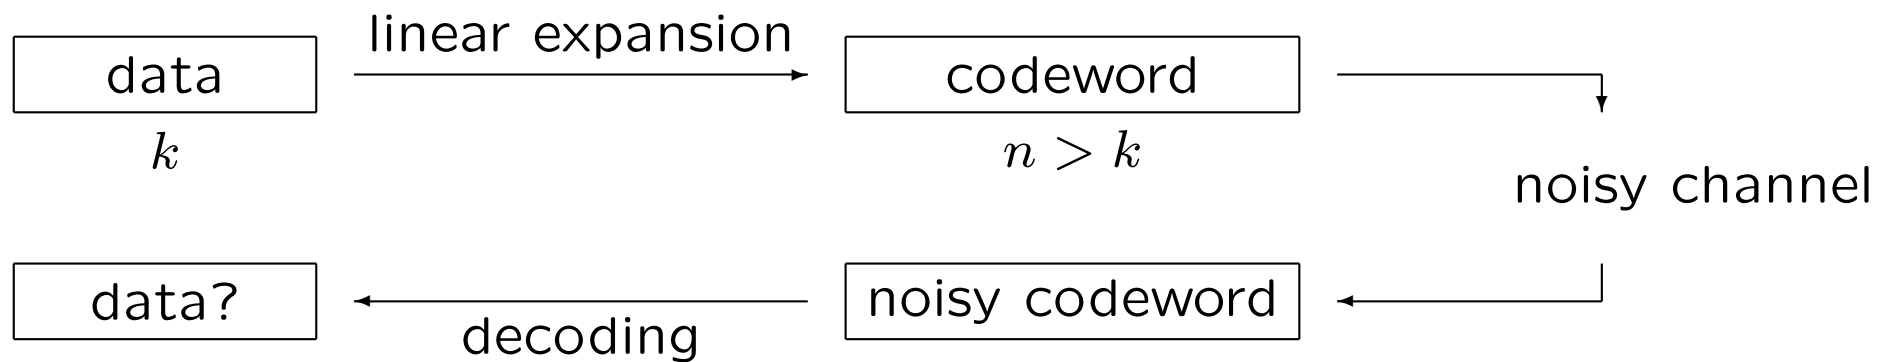 linear expansion
data
codeword
k
n > k
noisy channel
data?
noisy codeword
decoding